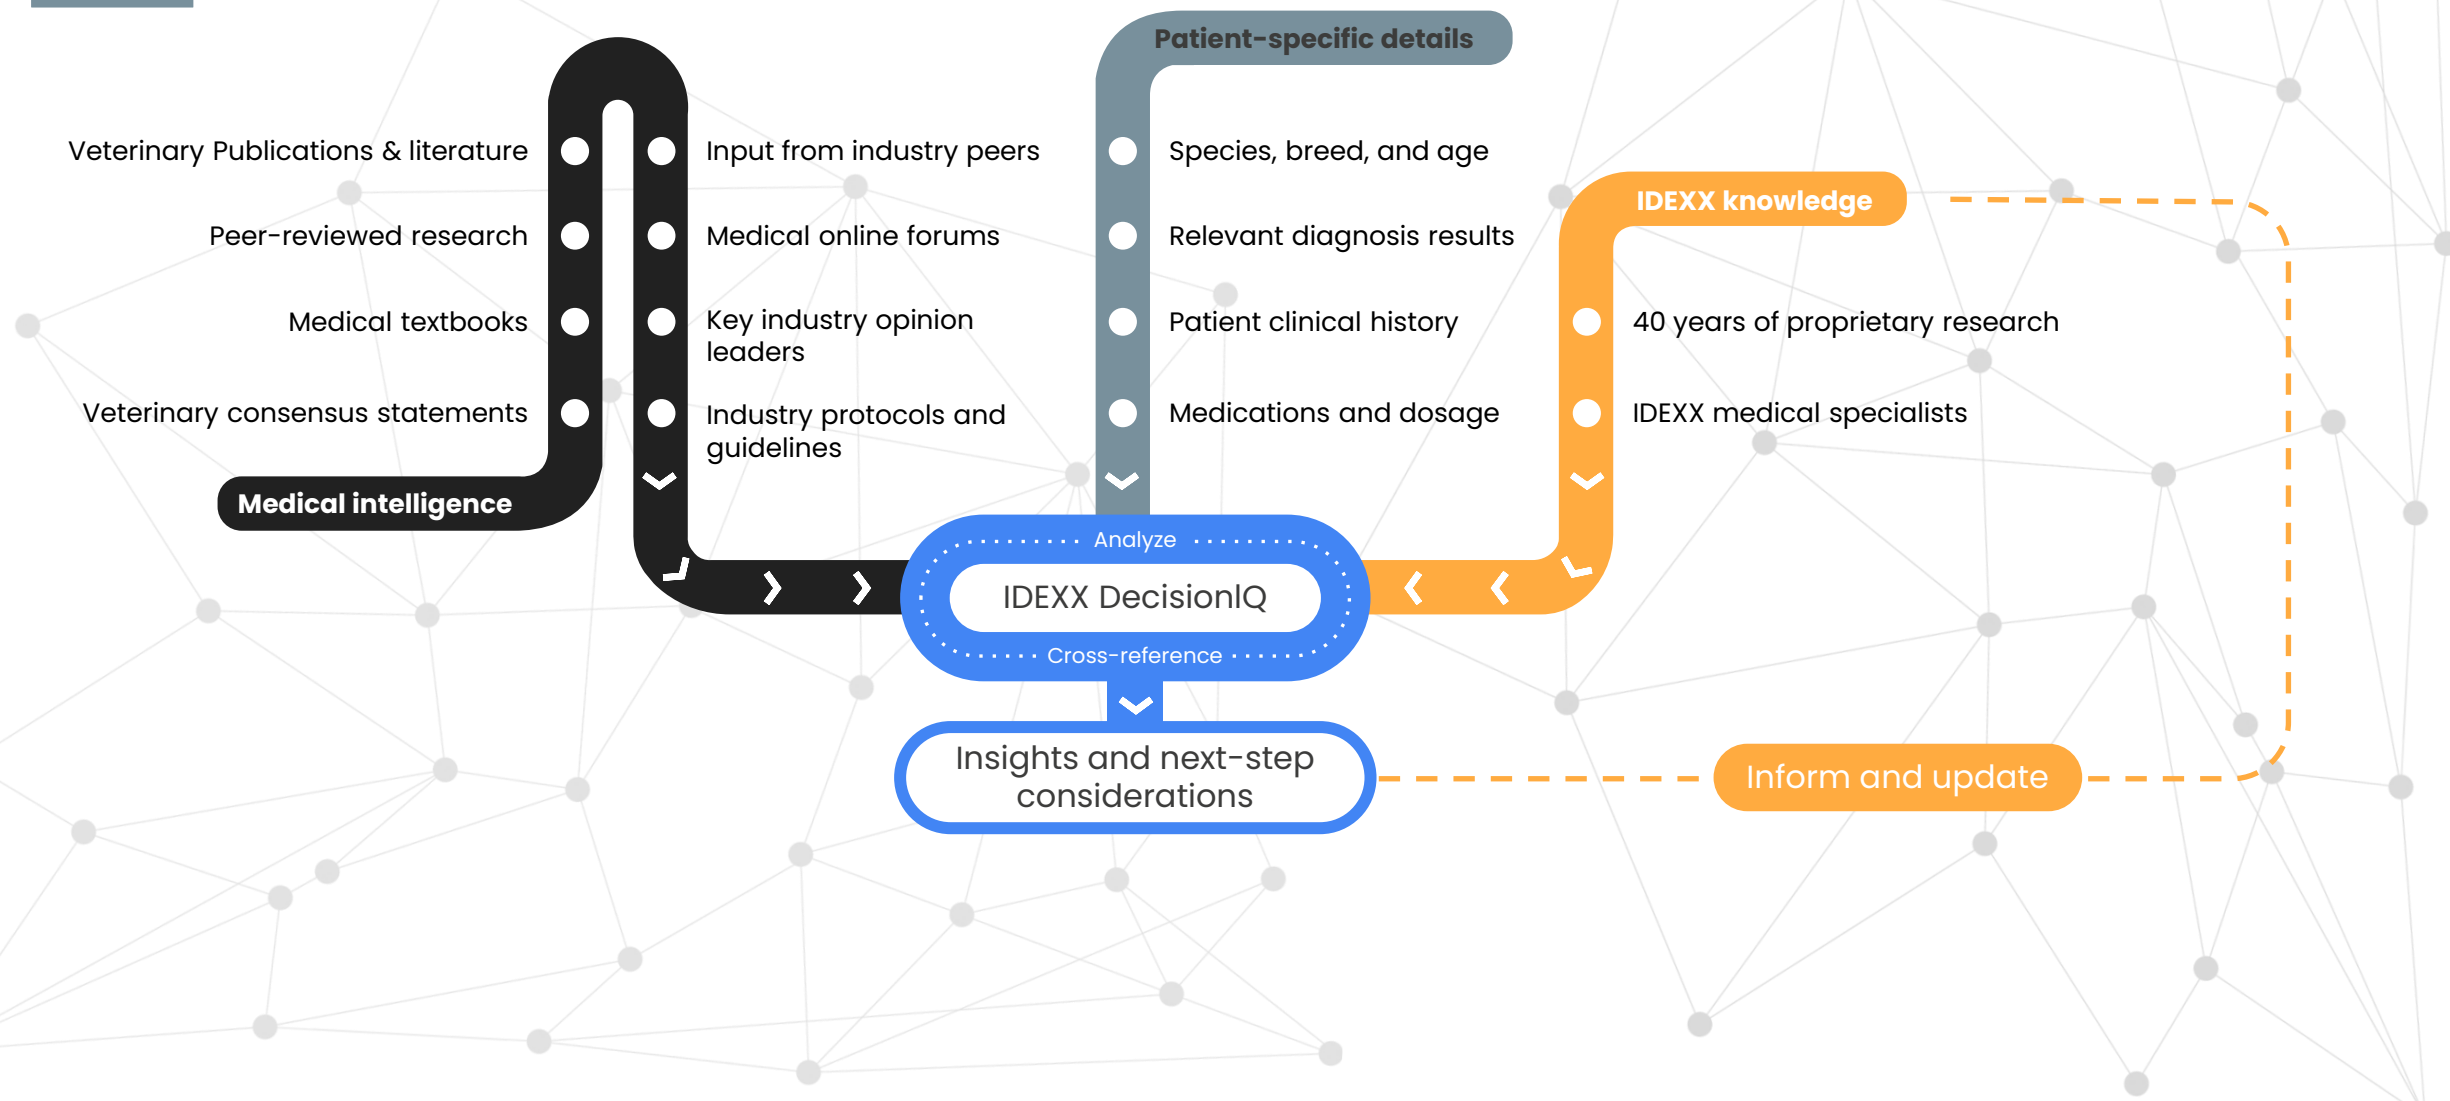 Patient-specific details
Veterinary Publications & literature
Input from industry peers
Species, breed, and age
IDEXX knowledge
Peer-reviewed research
Medical online forums
Relevant diagnosis results
Medical textbooks
Key industry opinion
leaders
Patient clinical history
40 years of proprietary research
Veterinary consensus statements
Industry protocols and
guidelines
Medications and dosage
IDEXX medical specialists
Medical intelligence
Analyze
IDEXX DecisionIQ
Cross-reference
Insights and next-step
considerations
Inform and update